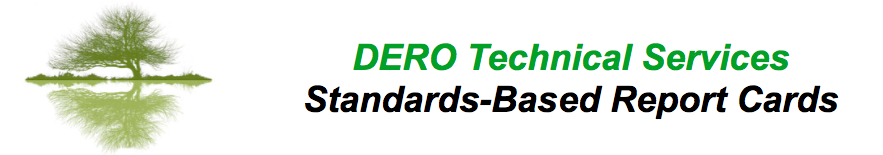 DERO Technical Services
Standards-Based Report Cards